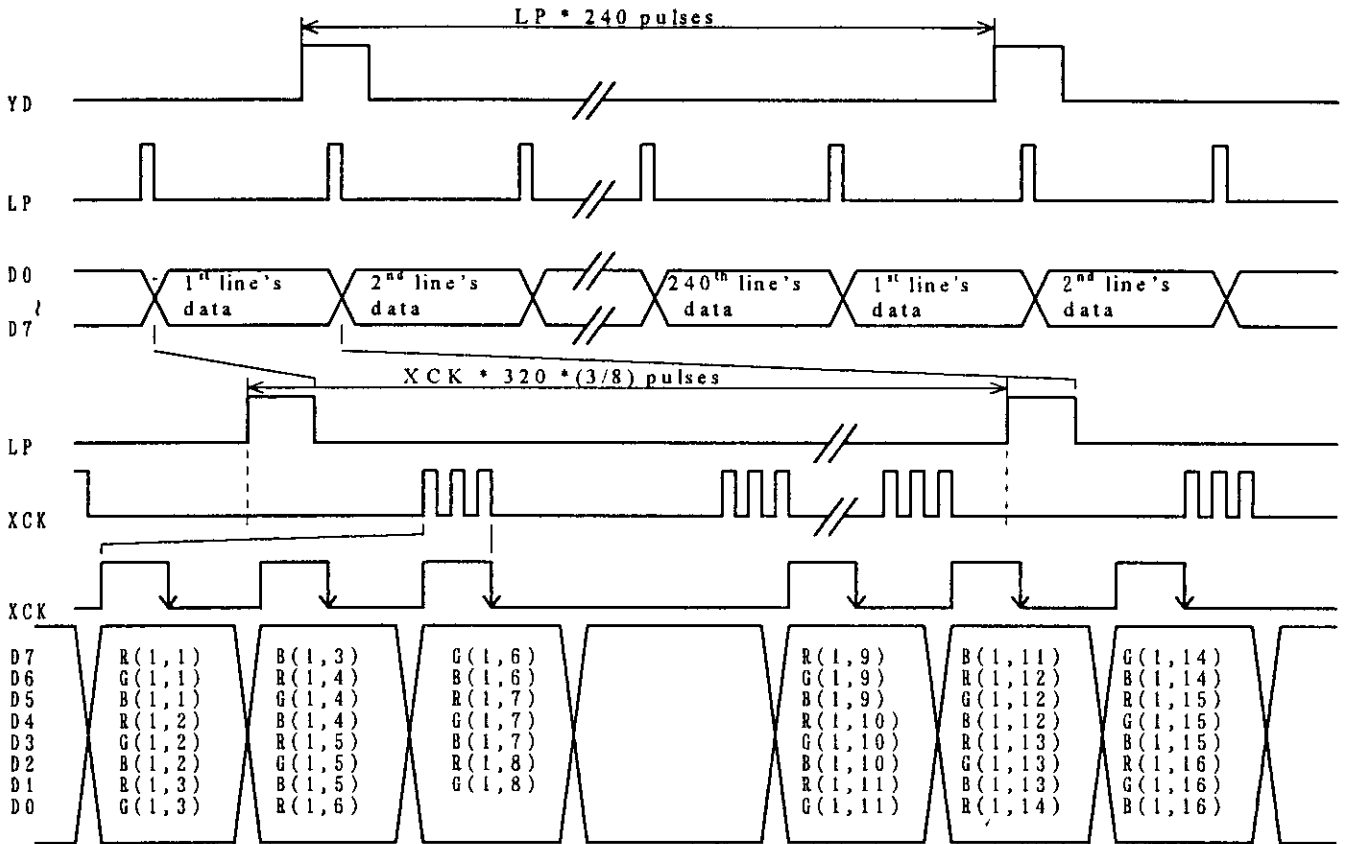 LP * 240 pulses
YD
LP
D0
~
D7
1st line's data
2nd line's data
240th line's data
1st line's data
2nd line's data
XCK * 320 *(3/8) pulses
LP
XCK
XCK
D7 R(1,1) B(1,3) G(1,6) R(1,9) B(1,11) G(1,14)
D6 G(1,1) R(1,4) B(1,6) G(1,9) R(1,12) B(1,14)
D5 B(1,1) G(1,4) R(1,7) B(1,9) G(1,12) R(1,15)
D4 R(1,2) B(1,4) G(1,7) R(1,10) B(1,12) G(1,15)
D3 G(1,2) R(1,5) B(1,7) G(1,10) R(1,13) B(1,15)
D2 B(1,2) G(1,5) R(1,8) B(1,10) G(1,13) R(1,16)
D1 R(1,3) B(1,5) G(1,8) R(1,11) B(1,13) G(1,16)
D0 G(1,3) R(1,6) G(1,11) R(1,14) B(1,16)